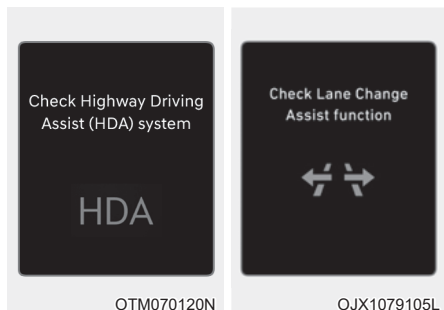 Check Highway Driving
Assist (HDA) system
HDA
OTM070120N
Check Lane Change
Assist function
OJX1079105L